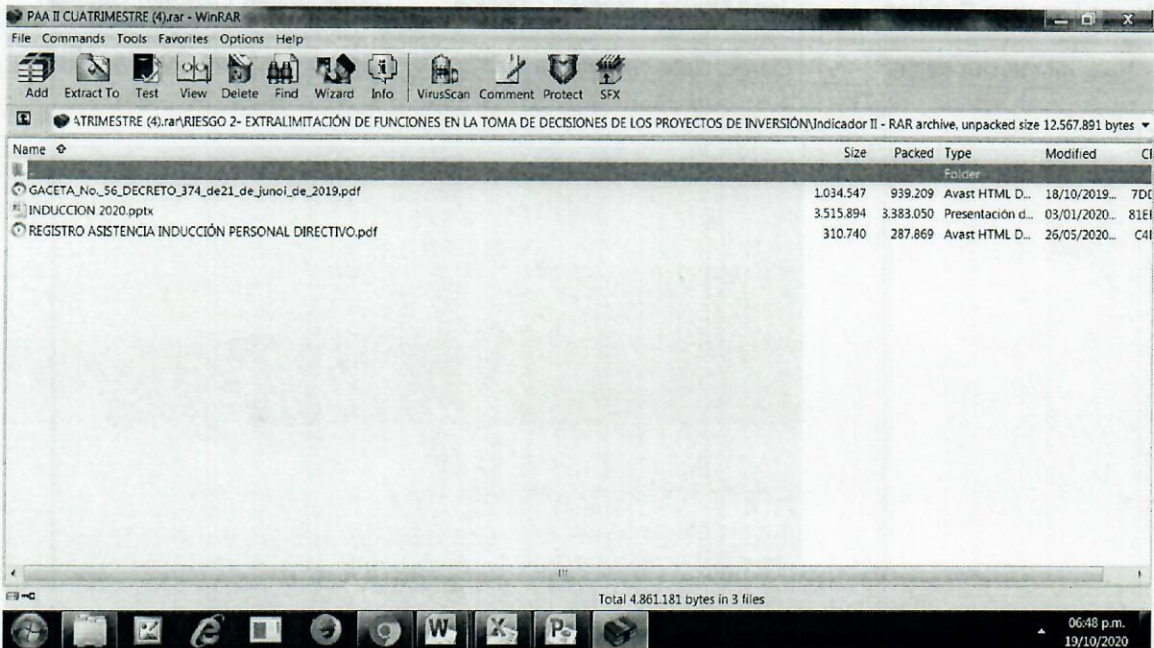 PAA II CUATRIMESTRE (4).rar - WinRAR
File Commands Tools Favorites Options Help
Add Extract To Test View Delete Find Wizard Info VirusScan Comment Protect SFX
ATRIMESTRE (4).rar\RIESGO 2- EXTRALIMITACIÓN DE FUNCIONES EN LA TOMA DE DECISIONES DE LOS PROYECTOS DE INVERSIÓN\Indicador II - RAR archive, unpacked size 12.567.891 bytes
Name Size Packed Type Modified
Folder
GACETA_No._56_DECRETO_374_de21_de_junoi_de_2019.pdf 1.034.547 939.209 Avast HTML D... 18/10/2019...
INDUCCION 2020.pptx 3.515.894 3.383.050 Presentación d... 03/01/2020...
REGISTRO ASISTENCIA INDUCCIÓN PERSONAL DIRECTIVO.pdf 310.740 287.869 Avast HTML D... 26/05/2020...
Total 4.861.181 bytes in 3 files
06:48 p.m.
19/10/2020